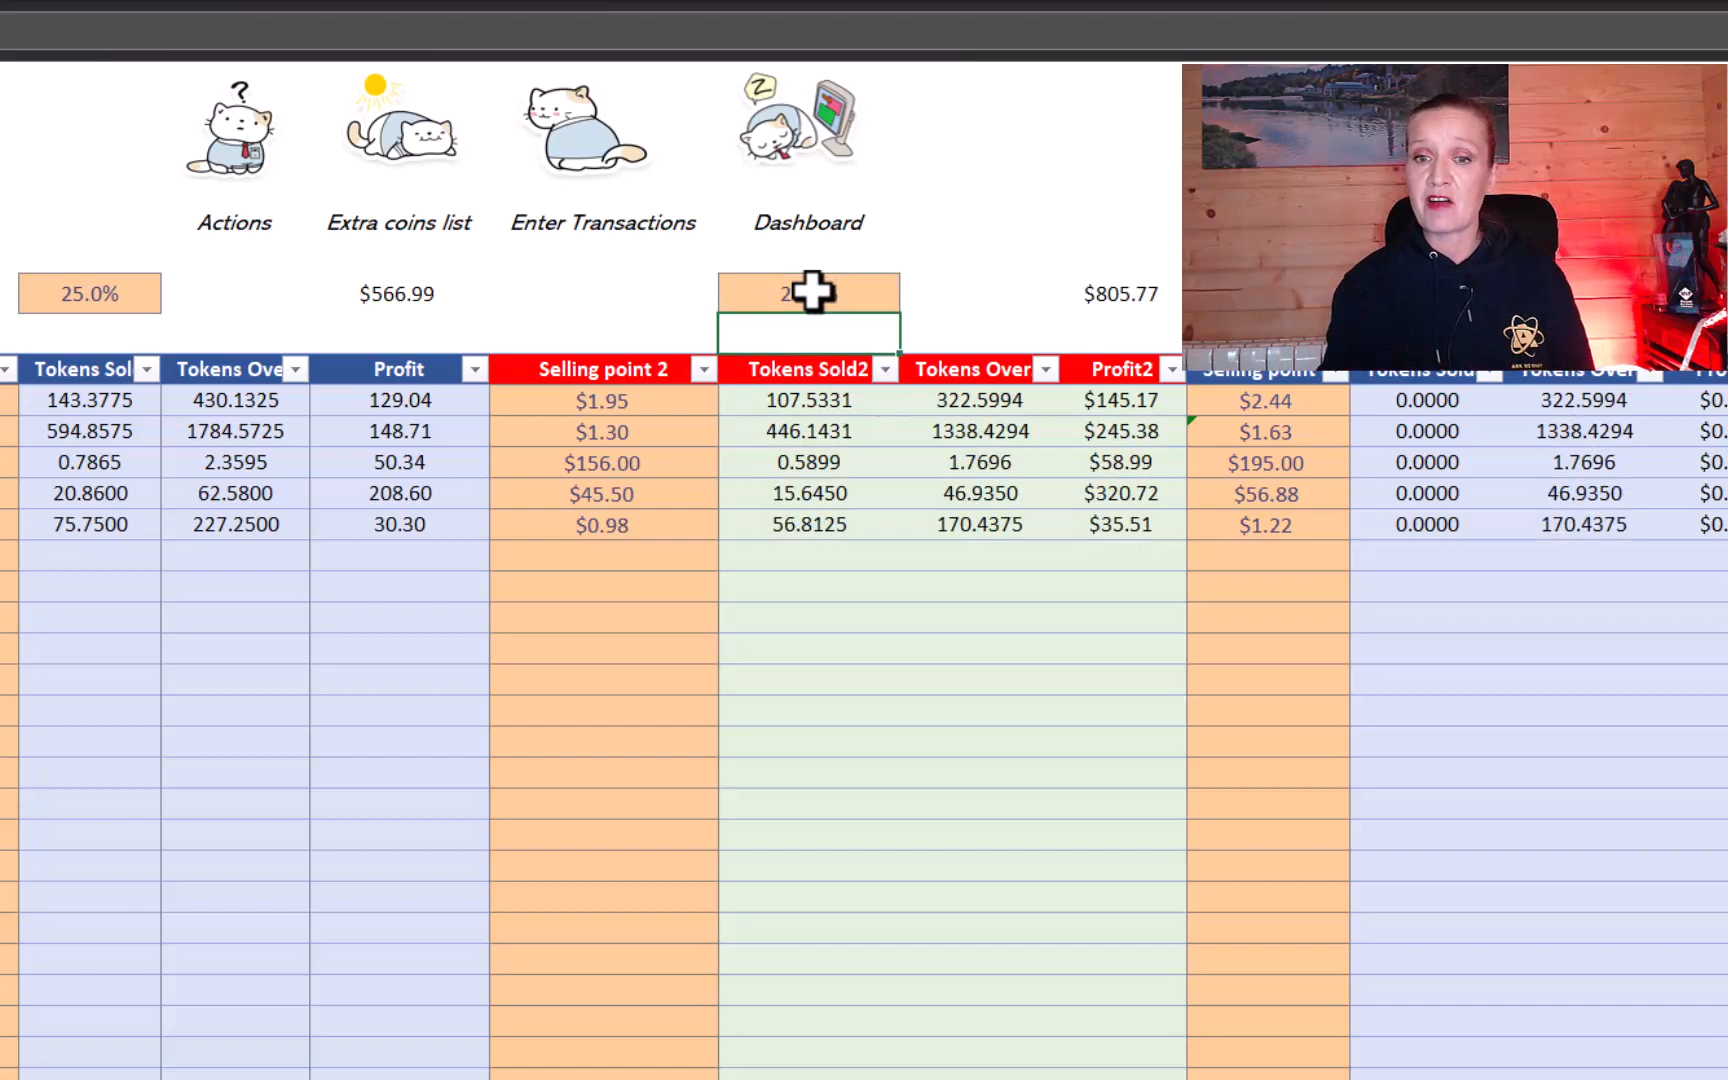 ?
Z
Actions Extra coins list Enter Transactions Dashboard
25.0% $566.99 2 $805.77
Tokens Sol Tokens Ove Profit Selling point 2 Tokens Sold2 Tokens Over Profit2
143.3775 430.1325 129.04 $1.95 107.5331 322.5994 $145.17 $2.44 0.0000 322.5994 $0.
594.8575 1784.5725 148.71 $1.30 446.1431 1338.4294 $245.38 $1.63 0.0000 1338.4294 $0.
0.7865 2.3595 50.34 $156.00 0.5899 1.7696 $58.99 $195.00 0.0000 1.7696 $0.
20.8600 62.5800 208.60 $45.50 15.6450 46.9350 $320.72 $56.88 0.0000 46.9350 $0.
75.7500 227.2500 30.30 $0.98 56.8125 170.4375 $35.51 $1.22 0.0000 170.4375 $0.